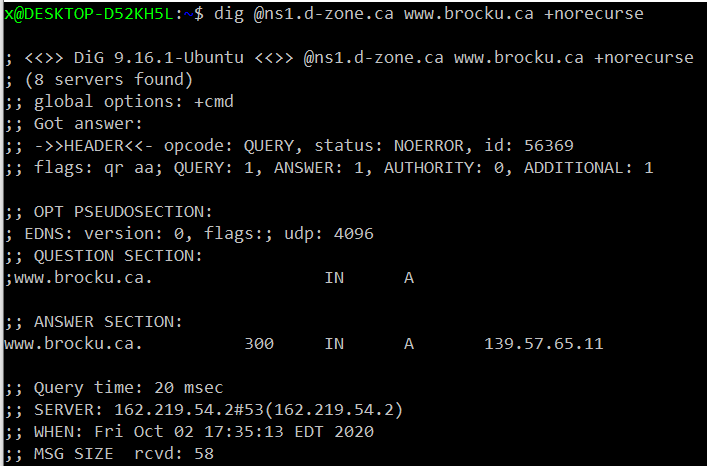 x@DESKTOP-D52KH5L:~$ dig @ns1.d-zone.ca www.brocku.ca +norecurse
; <<>> DiG 9.16.1-Ubuntu <<>> @ns1.d-zone.ca www.brocku.ca +norecurse
; (8 servers found)
;; global options: +cmd
;; Got answer:
;; ->>HEADER<<- opcode: QUERY, status: NOERROR, id: 56369
;; flags: qr aa; QUERY: 1, ANSWER: 1, AUTHORITY: 0, ADDITIONAL: 1
;; OPT PSEUDOSECTION:
; EDNS: version: 0, flags:; udp: 4096
;; QUESTION SECTION:
;www.brocku.ca. IN A
;; ANSWER SECTION:
www.brocku.ca. 300 IN A 139.57.65.11
;; Query time: 20 msec
;; SERVER: 162.219.54.2#53(162.219.54.2)
;; WHEN: Fri Oct 02 17:35:13 EDT 2020
;; MSG SIZE rcvd: 58